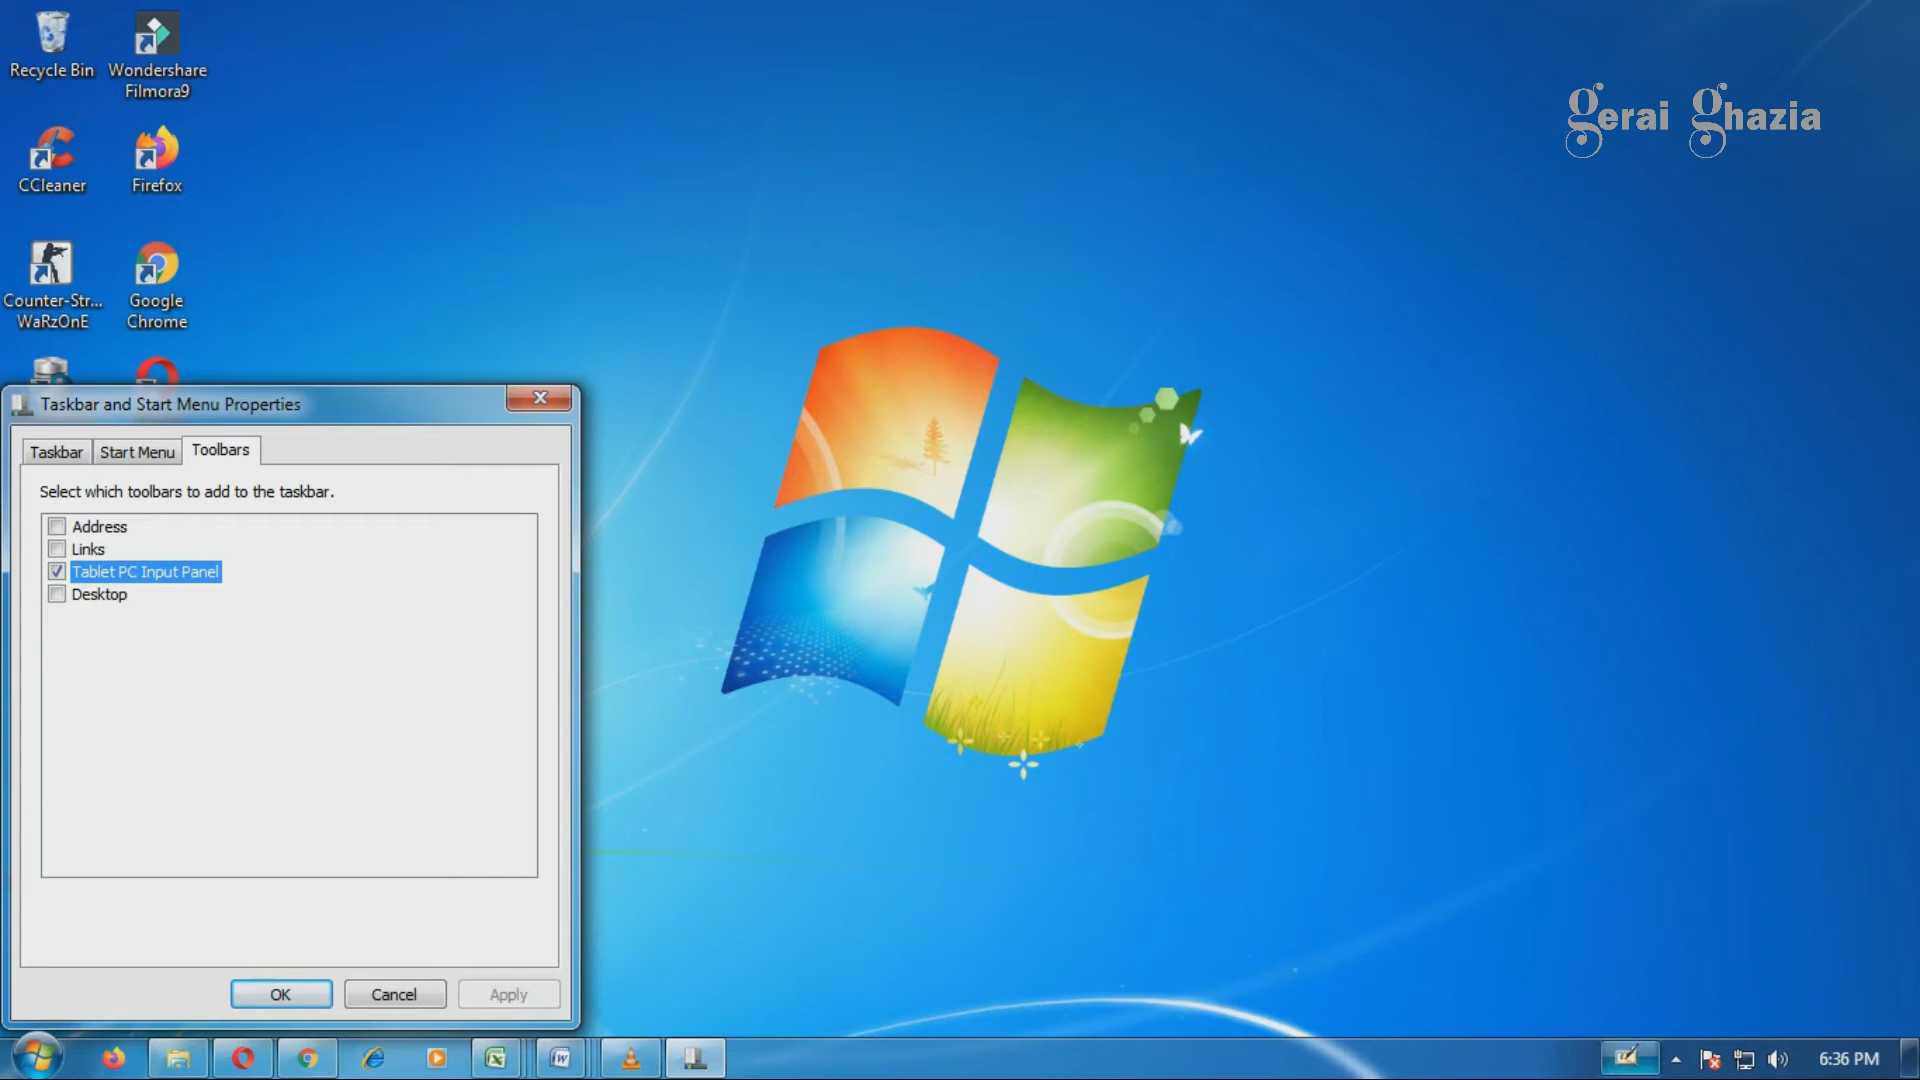 Recycle Bin
Wondershare
Filmora9
gerai ghazia
CCleaner
Firefox
Counter-Str...
WaRzOnE
Google
Chrome
Taskbar and Start Menu Properties
Taskbar
Start Menu
Toolbars
Select which toolbars to add to the taskbar.
Address
Links
Tablet PC Input Panel
Desktop
OK
Cancel
Apply
6:36 PM